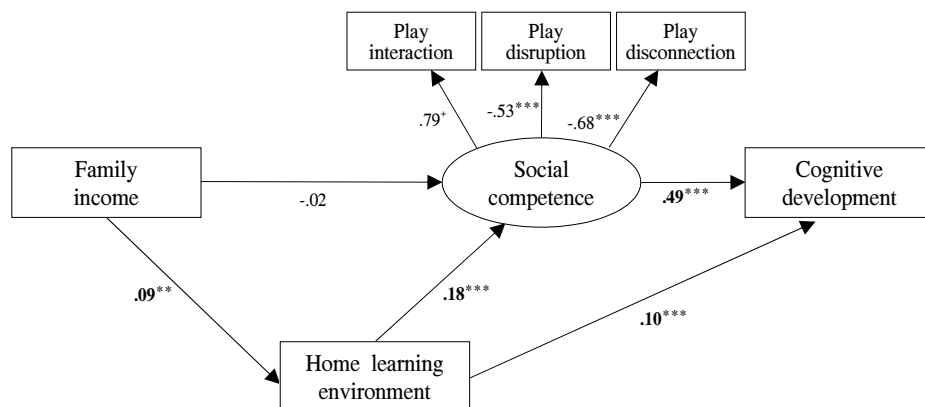 Play
interaction
Play
disruption
Play
disconnection
.79+
-.53***
-.68***
Family
income
Social
competence
Cognitive
development
-.02
.49***
.09**
.18***
.10***
Home learning
environment